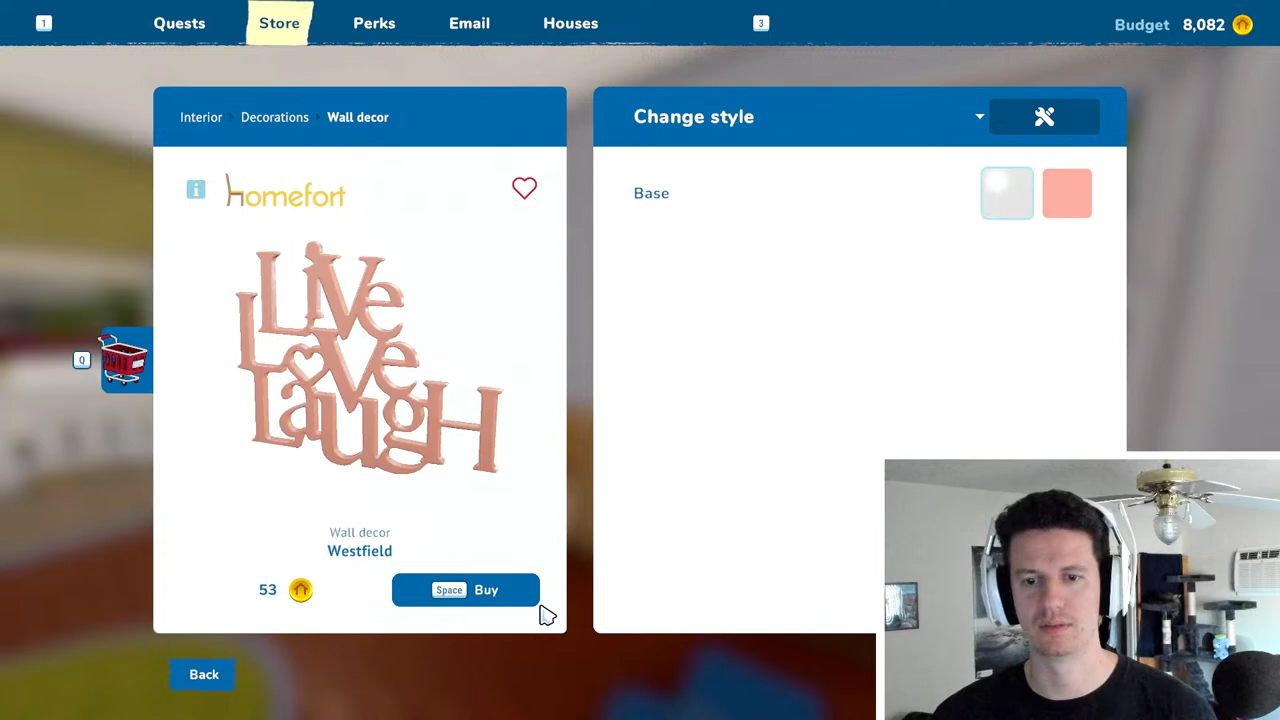 1 Quests Store Perks Email Houses 3 Budget 8,082
Interior Decorations Wall decor
Change style
i homefort
Base
Live
Love
LaugH
Q
Wall decor
Westfield
53 Space Buy
Back